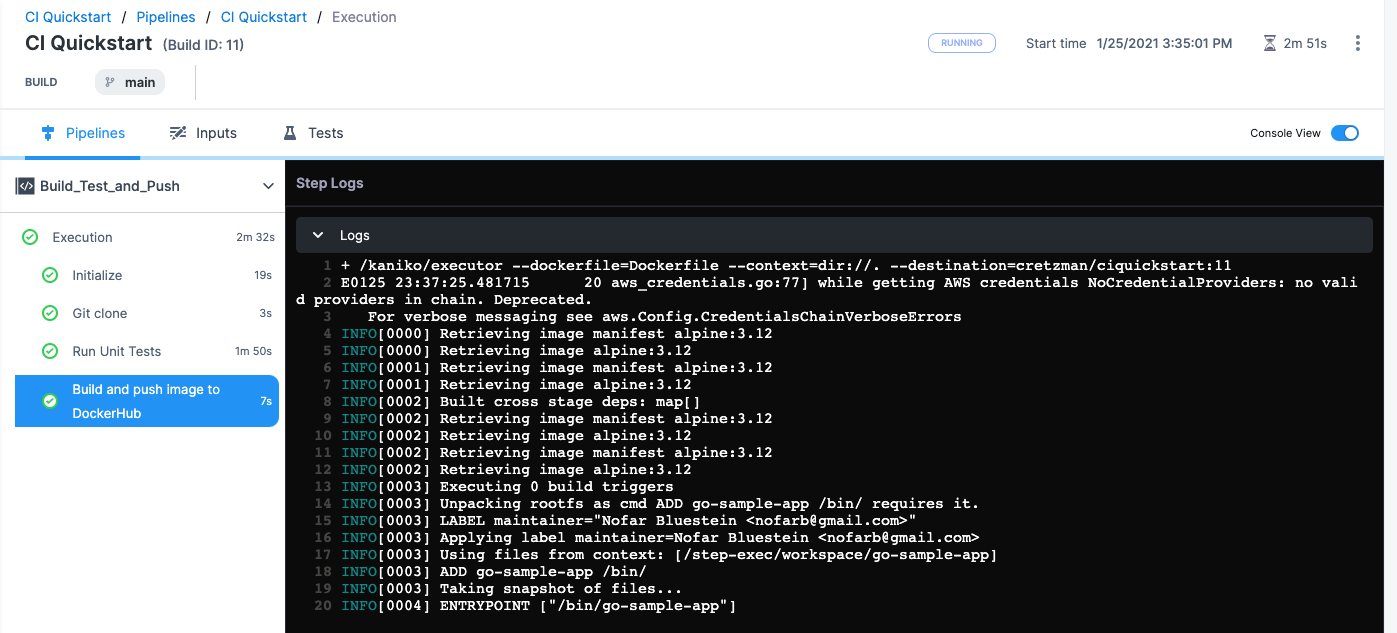 CI Quickstart / Pipelines / CI Quickstart / Execution
CI Quickstart (Build ID: 11)
RUNNING
Start time 1/25/2021 3:35:01 PM
2m 51s
BUILD
main
Pipelines
Inputs
Tests
Console View
Build_Test_and_Push
Execution 2m 32s
Initialize 19s
Git clone 3s
Run Unit Tests 1m 50s
Build and push image to
DockerHub
7s
Step Logs
Logs
1 + /kaniko/executor --dockerfile=Dockerfile --context=dir://. --destination=cretzman/ciquickstart:11
2 E0125 23:37:25.481715      20 aws_credentials.go:77] while getting AWS credentials NoCredentialProviders: no vali
d providers in chain. Deprecated.
3    For verbose messaging see aws.Config.CredentialsChainVerboseErrors
4 INFO[0000] Retrieving image manifest alpine:3.12
5 INFO[0000] Retrieving image alpine:3.12
6 INFO[0001] Retrieving image manifest alpine:3.12
7 INFO[0001] Retrieving image alpine:3.12
8 INFO[0002] Built cross stage deps: map[]
9 INFO[0002] Retrieving image manifest alpine:3.12
10 INFO[0002] Retrieving image alpine:3.12
11 INFO[0002] Retrieving image manifest alpine:3.12
12 INFO[0002] Retrieving image alpine:3.12
13 INFO[0003] Executing 0 build triggers
14 INFO[0003] Unpacking rootfs as cmd ADD go-sample-app /bin/ requires it.
15 INFO[0003] LABEL maintainer="Nofar Bluestein <nofarb@gmail.com>"
16 INFO[0003] Applying label maintainer=Nofar Bluestein <nofarb@gmail.com>
17 INFO[0003] Using files from context: [/step-exec/workspace/go-sample-app]
18 INFO[0003] ADD go-sample-app /bin/
19 INFO[0003] Taking snapshot of files...
20 INFO[0004] ENTRYPOINT ["/bin/go-sample-app"]